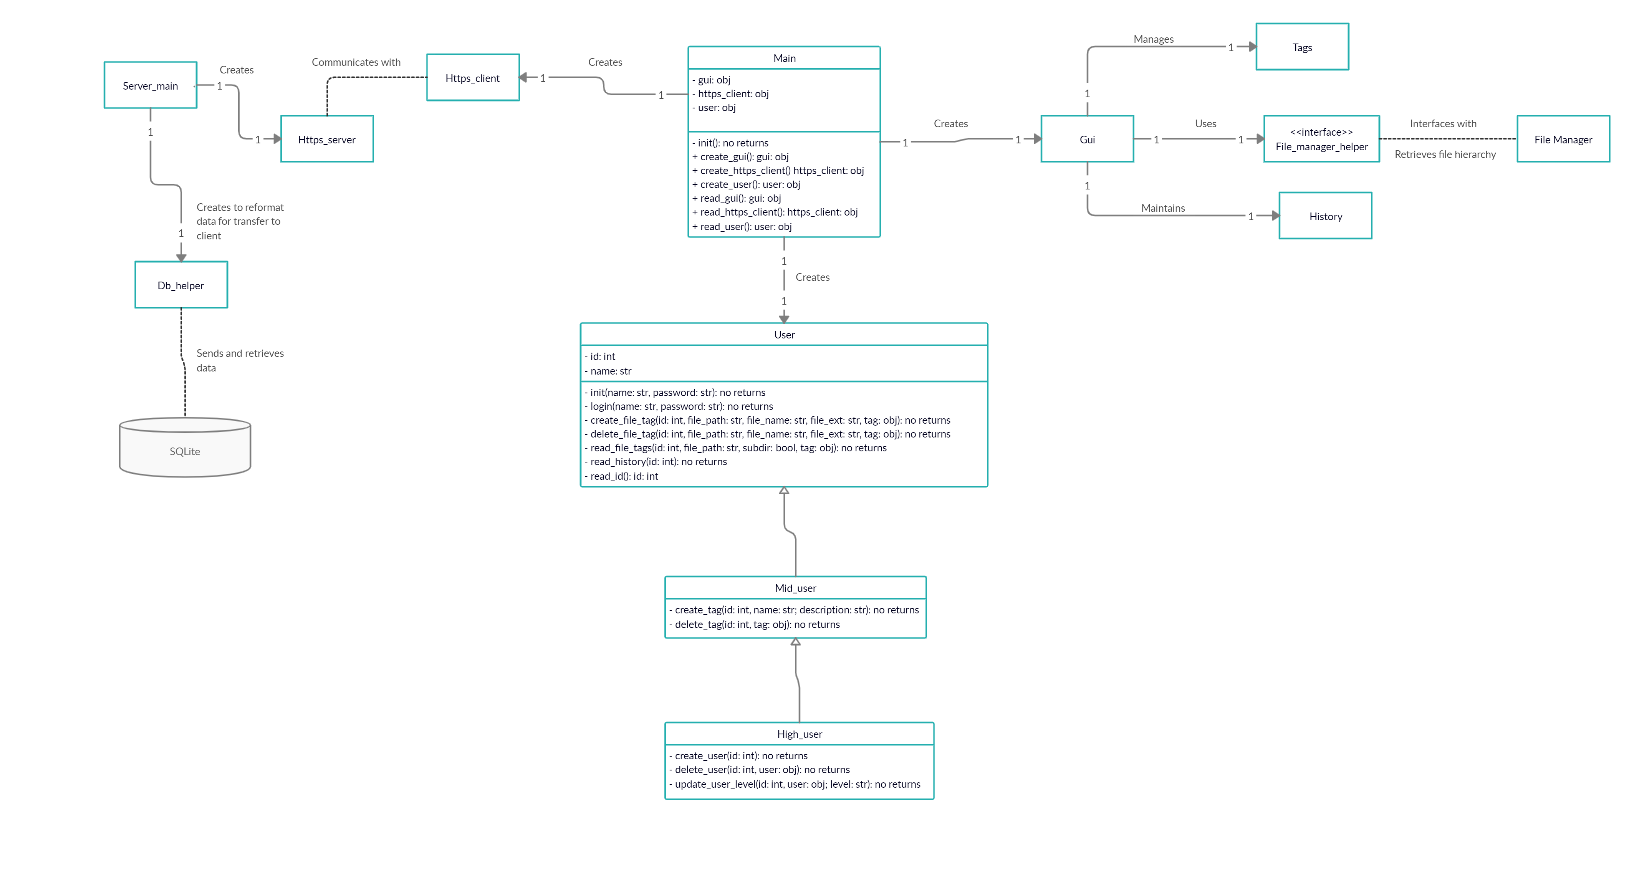 Server_main
1
Creates
1
Https_server
Communicates with
Https_client
1
Creates
1
1
Creates to reformat
data for transfer to
client
1
Db_helper
Sends and retrieves
data
SQLite
Main
- gui: obj
- https_client: obj
- user: obj
- init(): no returns
+ create_gui(): gui: obj
+ create_https_client() https_client: obj
+ create_user(): user: obj
+ read_gui(): gui: obj
+ read_https_client(): https_client: obj
+ read_user(): user: obj
1
Creates
1
Gui
1
Manages
1
Tags
1
Uses
1
<<interface>>
File_manager_helper
Interfaces with
Retrieves file hierarchy
File Manager
1
Maintains
1
History
1
Creates
1
User
- id: int
- name: str
- init(name: str, password: str): no returns
- login(name: str, password: str): no returns
- create_file_tag(id: int, file_path: str, file_name: str, file_ext: str, tag: obj): no returns
- delete_file_tag(id: int, file_path: str, file_name: str, file_ext: str, tag: obj): no returns
- read_file_tags(id: int, file_path: str, subdir: bool, tag: obj): no returns
- read_history(id: int): no returns
- read_id(): id: int
Mid_user
- create_tag(id: int, name: str; description: str): no returns
- delete_tag(id: int, tag: obj): no returns
High_user
- create_user(id: int): no returns
- delete_user(id: int, user: obj): no returns
- update_user_level(id: int, user: obj; level: str): no returns